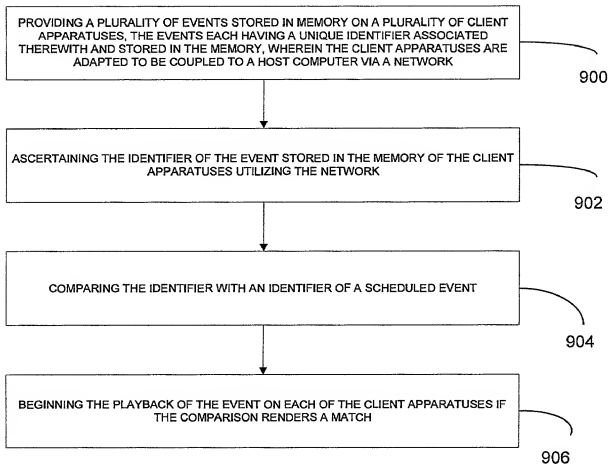 PROVIDING A PLURALITY OF EVENTS STORED IN MEMORY ON A PLURALITY OF CLIENT
APPARATUSES, THE EVENTS EACH HAVING A UNIQUE IDENTIFIER ASSOCIATED
THEREWITH AND STORED IN THE MEMORY, WHEREIN THE CLIENT APPARATUSES ARE
ADAPTED TO BE COUPLED TO A HOST COMPUTER VIA A NETWORK
900
ASCERTAINING THE IDENTIFIER OF THE EVENT STORED IN THE MEMORY OF THE CLIENT
APPARATUSES UTILIZING THE NETWORK
902
COMPARING THE IDENTIFIER WITH AN IDENTIFIER OF A SCHEDULED EVENT
904
BEGINNING THE PLAYBACK OF THE EVENT ON EACH OF THE CLIENT APPARATUSES IF
THE COMPARISON RENDERS A MATCH
906